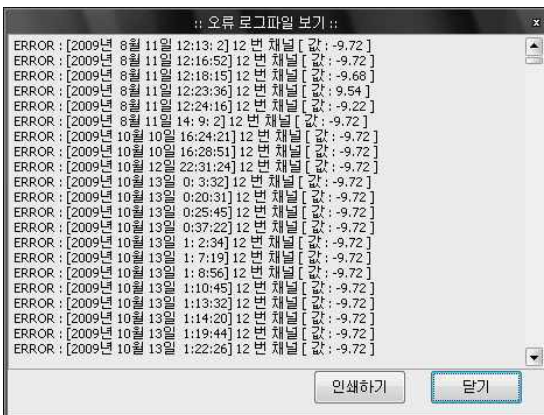 :: 오류 로그파일 보기 ::
x
ERROR : [2009년  8월 11일 12:13: 2] 12 번 채널 [ 값 : -9.72 ]
ERROR : [2009년  8월 11일 12:16:52] 12 번 채널 [ 값 : -9.72 ]
ERROR : [2009년  8월 11일 12:18:15] 12 번 채널 [ 값 : -9.68 ]
ERROR : [2009년  8월 11일 12:23:36] 12 번 채널 [ 값 : 9.54 ]
ERROR : [2009년  8월 11일 12:24:16] 12 번 채널 [ 값 : -9.22 ]
ERROR : [2009년  8월 11일 14: 9: 2] 12 번 채널 [ 값 : -9.72 ]
ERROR : [2009년 10월 10일 16:24:21] 12 번 채널 [ 값 : -9.72 ]
ERROR : [2009년 10월 10일 16:28:51] 12 번 채널 [ 값 : -9.72 ]
ERROR : [2009년 10월 12일 22:31:24] 12 번 채널 [ 값 : -9.72 ]
ERROR : [2009년 10월 13일  0: 3:32] 12 번 채널 [ 값 : -9.72 ]
ERROR : [2009년 10월 13일  0:20:31] 12 번 채널 [ 값 : -9.72 ]
ERROR : [2009년 10월 13일  0:25:45] 12 번 채널 [ 값 : -9.72 ]
ERROR : [2009년 10월 13일  0:37:22] 12 번 채널 [ 값 : -9.72 ]
ERROR : [2009년 10월 13일  1: 2:34] 12 번 채널 [ 값 : -9.72 ]
ERROR : [2009년 10월 13일  1: 7:19] 12 번 채널 [ 값 : -9.72 ]
ERROR : [2009년 10월 13일  1: 8:56] 12 번 채널 [ 값 : -9.72 ]
ERROR : [2009년 10월 13일  1:10:45] 12 번 채널 [ 값 : -9.72 ]
ERROR : [2009년 10월 13일  1:13:32] 12 번 채널 [ 값 : -9.72 ]
ERROR : [2009년 10월 13일  1:14:20] 12 번 채널 [ 값 : -9.72 ]
ERROR : [2009년 10월 13일  1:19:44] 12 번 채널 [ 값 : -9.72 ]
ERROR : [2009년 10월 13일  1:22:26] 12 번 채널 [ 값 : -9.72 ]
인쇄하기
닫기